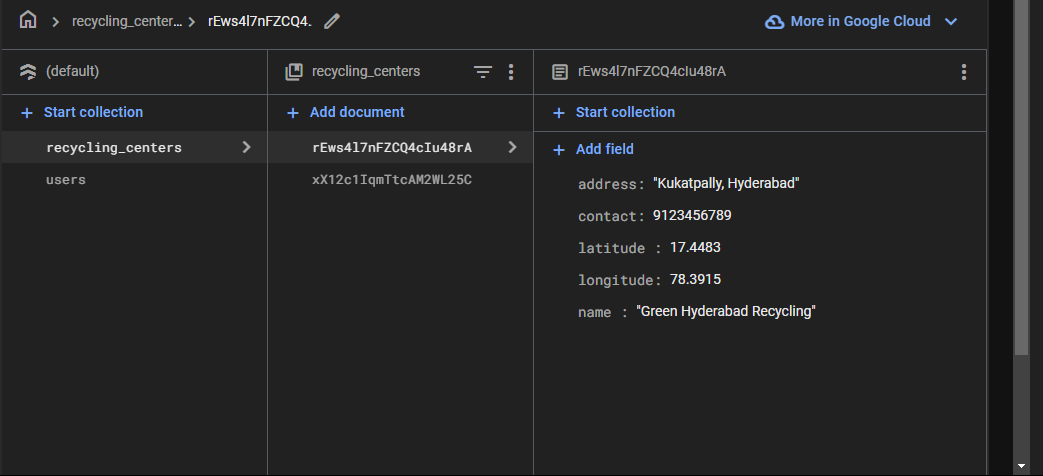 recycling_center... rEws4l7nFZCQ4. More in Google Cloud
(default) recycling_centers rEws4l7nFZCQ4cIu48rA
+ Start collection + Add document + Start collection
recycling_centers rEws4l7nFZCQ4cIu48rA + Add field
users xX12c1IqmTtcAM2WL25C
address: "Kukatpally, Hyderabad"
contact: 9123456789
latitude : 17.4483
longitude: 78.3915
name : "Green Hyderabad Recycling"